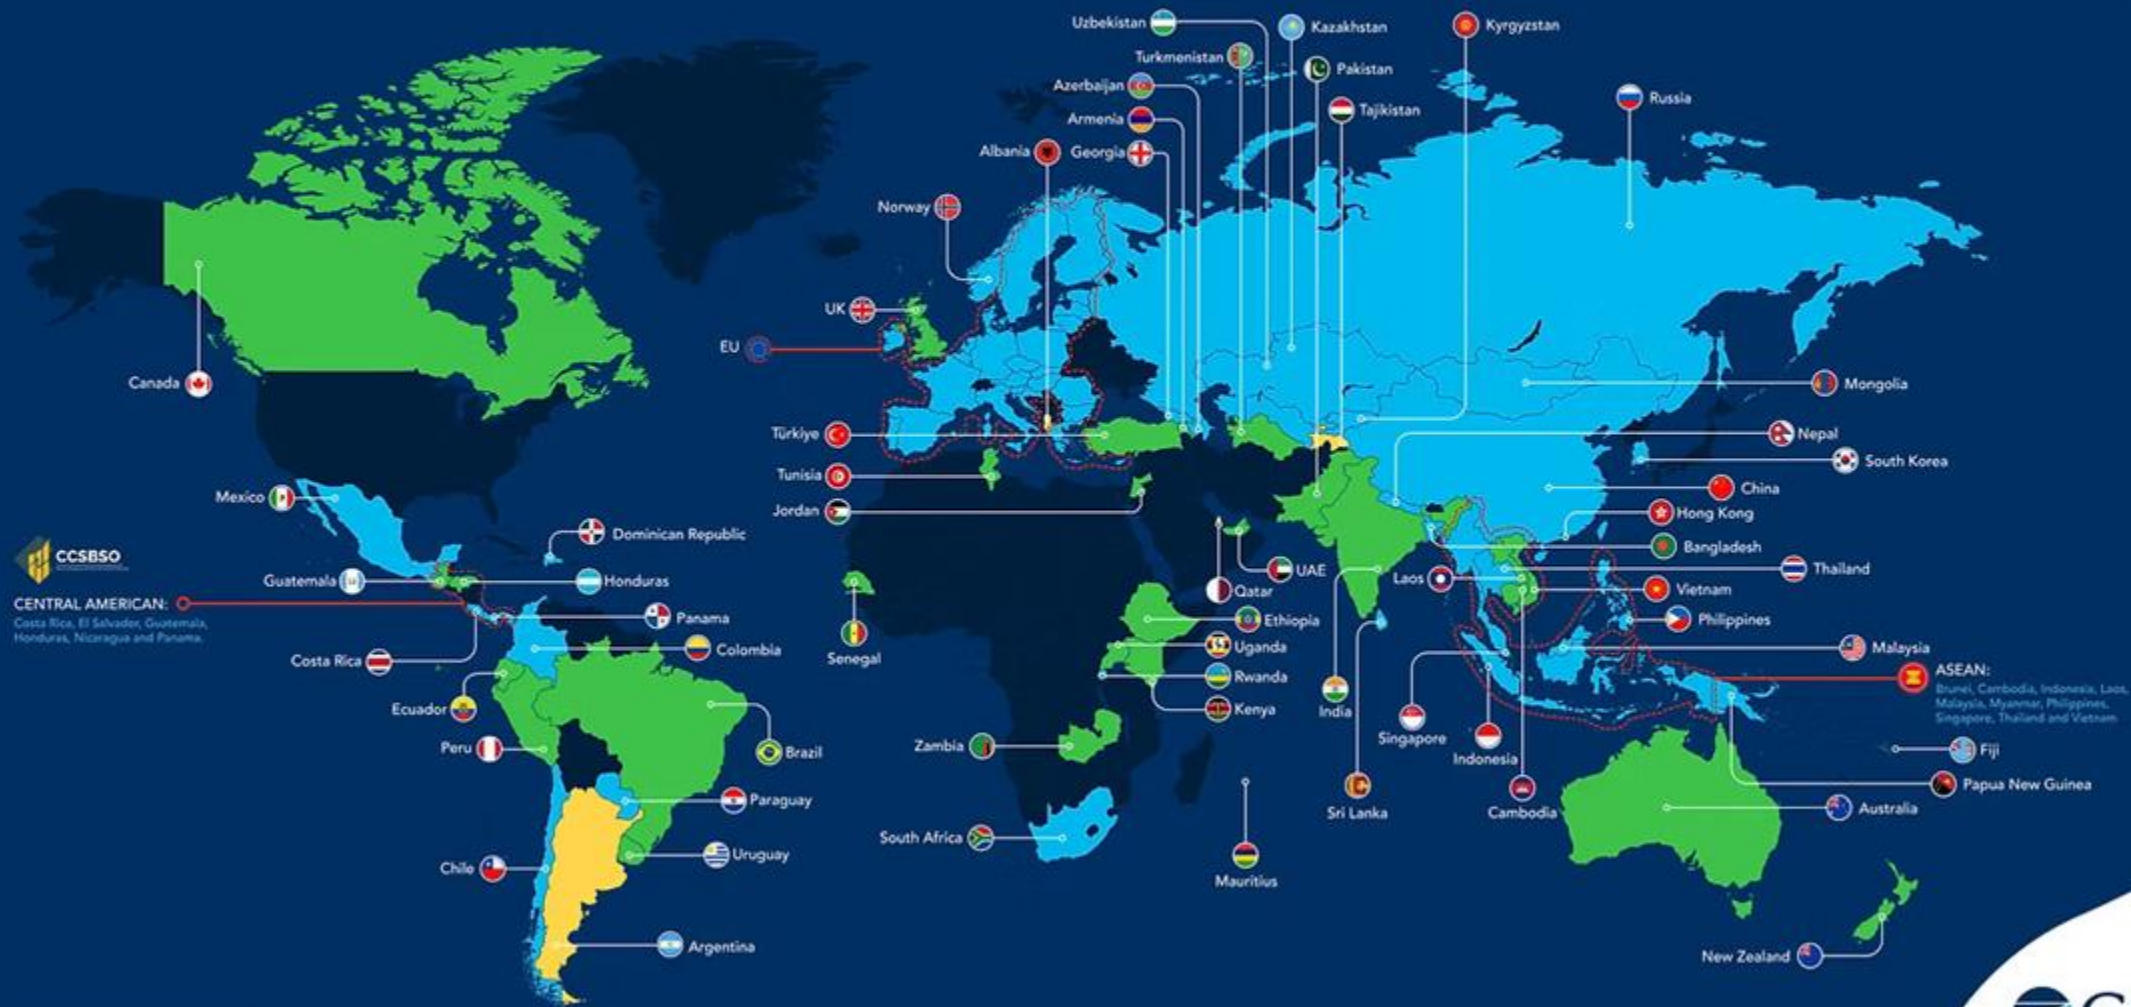 Uzbekistan
Kazakhstan
Kyrgyzstan
Turkmenistan
Pakistan
Azerbaijan
Tajikistan
Russia
Armenia
Albania
Georgia
Norway
UK
EU
Canada
Mongolia
Türkiye
Nepal
South Korea
Tunisia
China
Mexico
Jordan
Hong Kong
Dominican Republic
Bangladesh
CCSBSO
Thailand
UAE
Guatemala
Honduras
Laos
Qatar
Vietnam
CENTRAL AMERICAN:
Costa Rica, El Salvador, Guatemala,
Honduras, Nicaragua and Panama.
Panama
Ethiopia
Philippines
Uganda
Malaysia
Colombia
Senegal
Costa Rica
Rwanda
ASEAN:
Brunei, Cambodia, Indonesia, Laos,
Malaysia, Myanmar, Philippines,
Singapore, Thailand and Vietnam
Ecuador
Kenya
India
Singapore
Zambia
Peru
Brazil
Indonesia
Fiji
Papua New Guinea
Paraguay
Sri Lanka
Cambodia
Australia
South Africa
Uruguay
Chile
Mauritius
Argentina
New Zealand